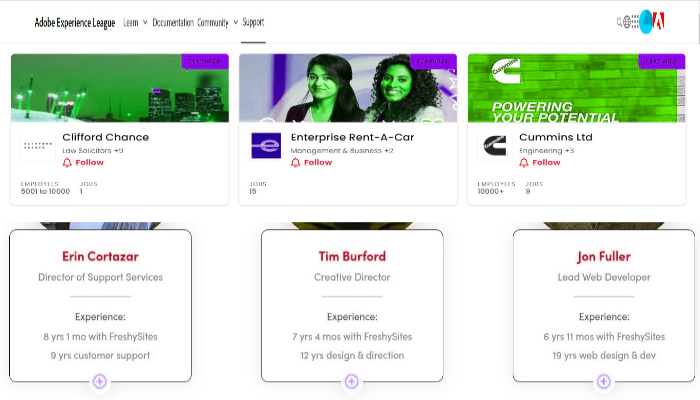 Adobe Experience League Learn Documentation Community Support
FEATURED FEATURED FEATURED
Cummins
POWERING
YOUR POTENTIAL
Clifford Chance
Law Solicitors +9
Follow
EMPLOYEES JOBS
5001 to 10000 1
Enterprise Rent-A-Car
Management & Business +2
Follow
JOBS
15
Cummins Ltd
Engineering +3
Follow
EMPLOYEES JOBS
10000+ 9
Erin Cortazar
Director of Support Services
Experience:
8 yrs 1 mo with FreshySites
9 yrs customer support
Tim Burford
Creative Director
Experience:
7 yrs 4 mos with FreshySites
12 yrs design & direction
Jon Fuller
Lead Web Developer
Experience:
6 yrs 11 mos with FreshySites
19 yrs web design & dev